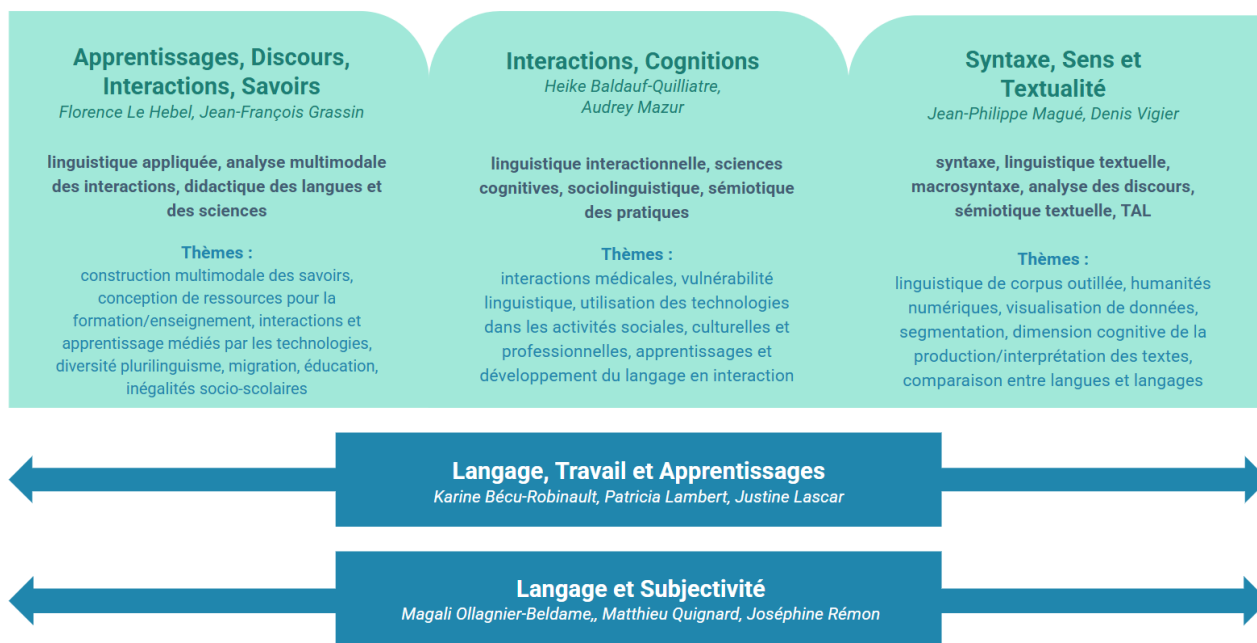 Apprentissages, Discours,
Interactions, Savoirs
Florence Le Hebel, Jean-François Grassin
linguistique appliquée, analyse multimodale
des interactions, didactique des langues et
des sciences
Thèmes :
construction multimodale des savoirs,
conception de ressources pour la
formation/enseignement, interactions et
apprentissage médiés par les technologies,
diversité plurilinguisme, migration, éducation,
inégalités socio-scolaires
Interactions, Cognitions
Heike Baldauf-Quilliatre,
Audrey Mazur
linguistique interactionnelle, sciences
cognitives, sociolinguistique, sémiotique
des pratiques
Thèmes :
interactions médicales, vulnérabilité
linguistique, utilisation des technologies
dans les activités sociales, culturelles et
professionnelles, apprentissages et
développement du langage en interaction
Syntaxe, Sens et
Textualité
Jean-Philippe Magué, Denis Vigier
syntaxe, linguistique textuelle,
macrosyntaxe, analyse des discours,
sémiotique textuelle, TAL
Thèmes :
linguistique de corpus outillée, humanités
numériques, visualisation de données,
segmentation, dimension cognitive de la
production/interprétation des textes,
comparaison entre langues et langages
Langage, Travail et Apprentissages
Karine Bécu-Robinault, Patricia Lambert, Justine Lascar
Langage et Subjectivité
Magali Ollagnier-Beldame,, Matthieu Quignard, Joséphine Rémon